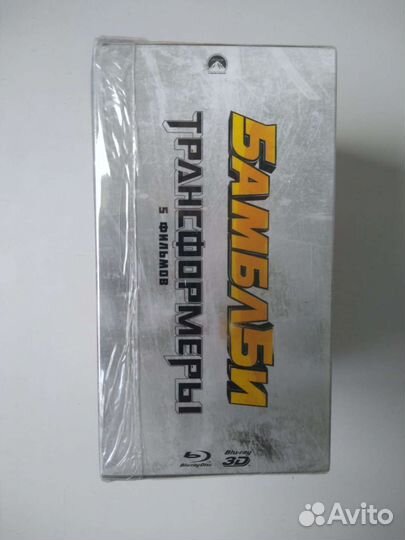 БАМБЛБИ
ТРАНСФОРМЕРЫ
5 ФИЛЬМОВ
Blu-ray Disc
Blu-ray
3D
Avito